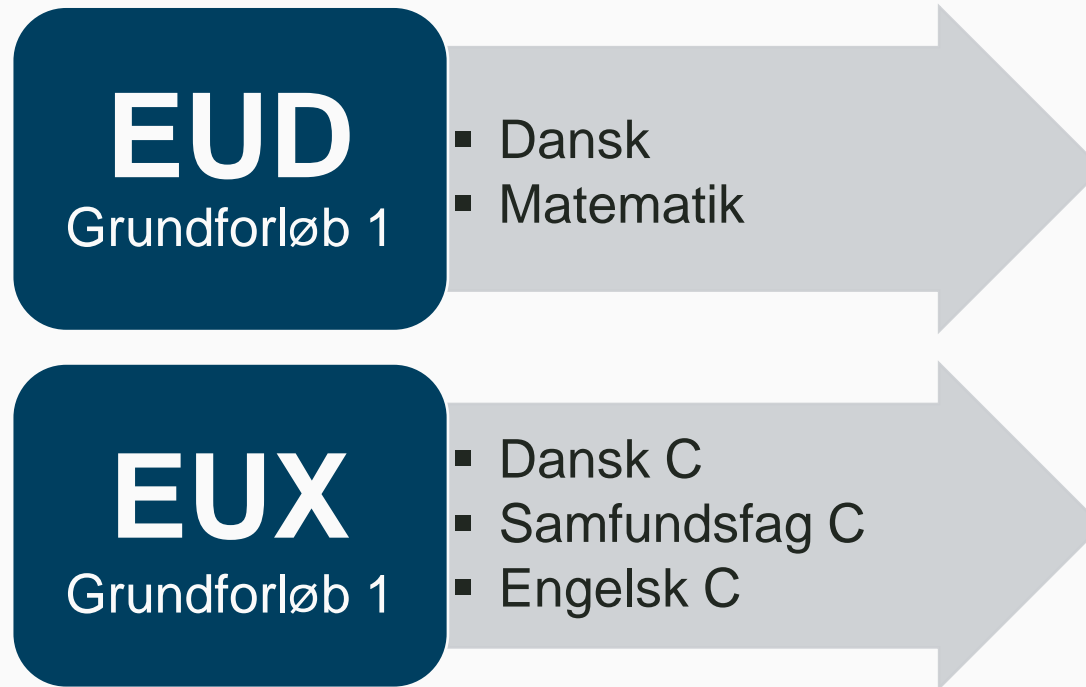 EUD
Grundforløb 1
▪ Dansk
▪ Matematik
EUX
Grundforløb 1
▪ Dansk C
▪ Samfundsfag C
▪ Engelsk C